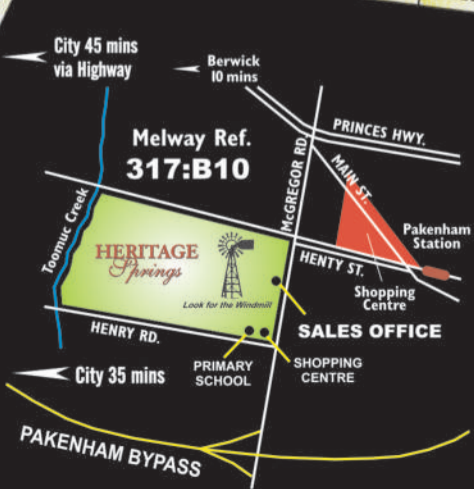 City 45 mins
via Highway
Berwick
10 mins
PRINCES HWY.
Melway Ref.
317:B10
McGREGOR RD.
MAIN ST.
Toomuc Creek
HERITAGE
Springs
Look for the Windmill
HENTY ST.
Pakenham
Station
Shopping
Centre
SALES OFFICE
HENRY RD.
PRIMARY
SCHOOL
SHOPPING
CENTRE
City 35 mins
PAKENHAM BYPASS